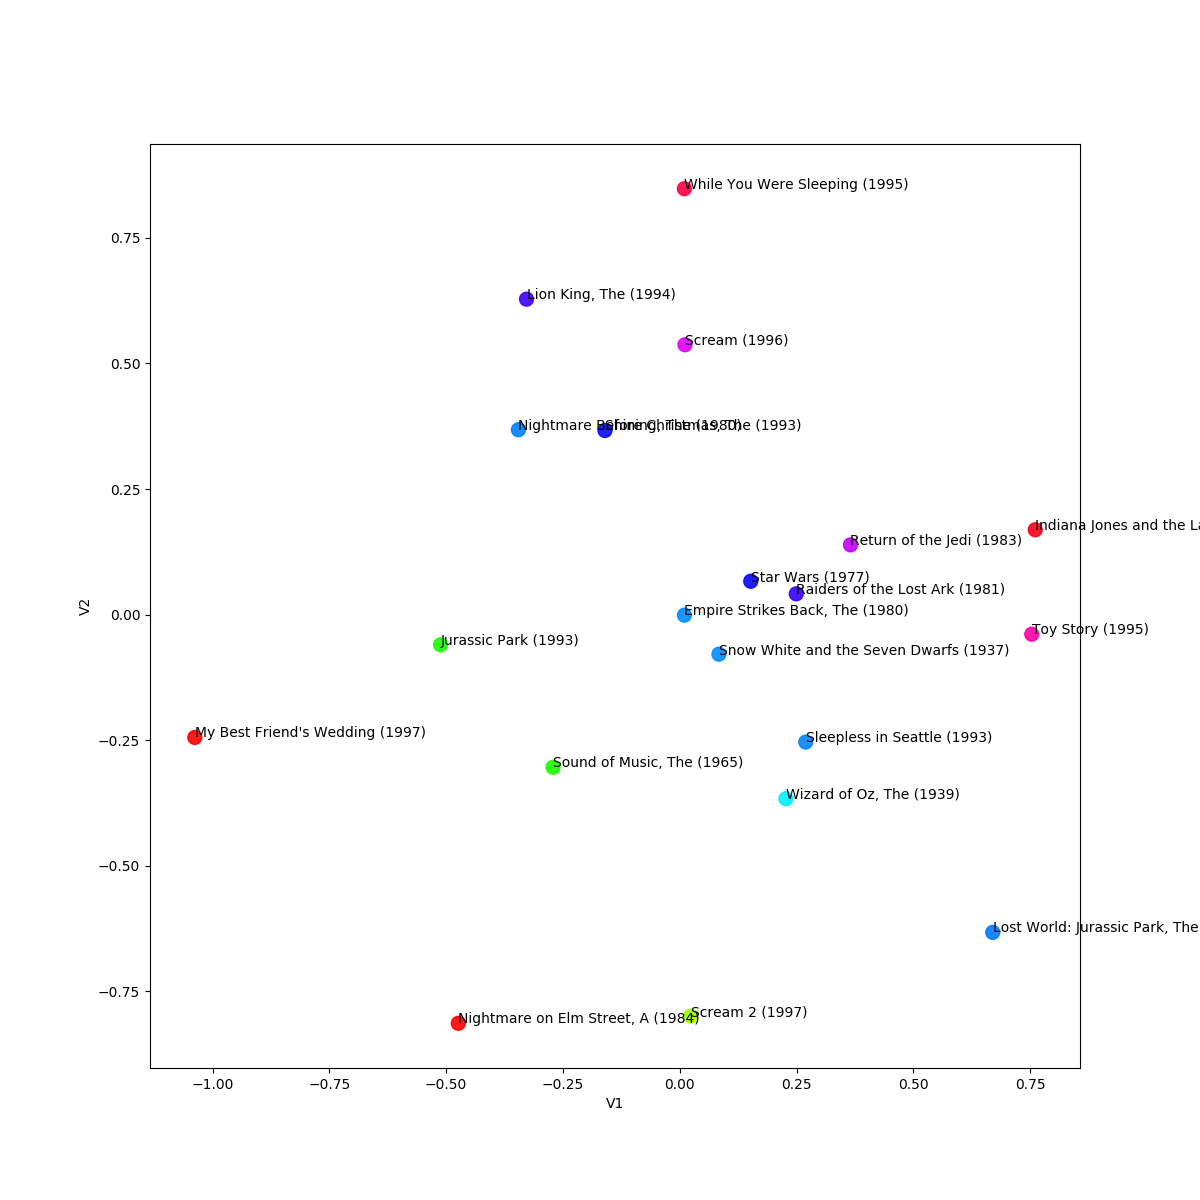 While You Were Sleeping (1995)
0.75
Lion King, The (1994)
Scream (1996)
0.50
Nightmare Before Christmas, The (1993)
Shining, The (1980)
0.25
Indiana Jones and the La
Return of the Jedi (1983)
Star Wars (1977)
Raiders of the Lost Ark (1981)
V2
0.00
Empire Strikes Back, The (1980)
Toy Story (1995)
Jurassic Park (1993)
Snow White and the Seven Dwarfs (1937)
My Best Friend's Wedding (1997)
−0.25
Sleepless in Seattle (1993)
Sound of Music, The (1965)
Wizard of Oz, The (1939)
−0.50
Lost World: Jurassic Park, The
−0.75
Scream 2 (1997)
Nightmare on Elm Street, A (1984)
−1.00 −0.75 −0.50 −0.25 0.00 0.25 0.50 0.75
V1